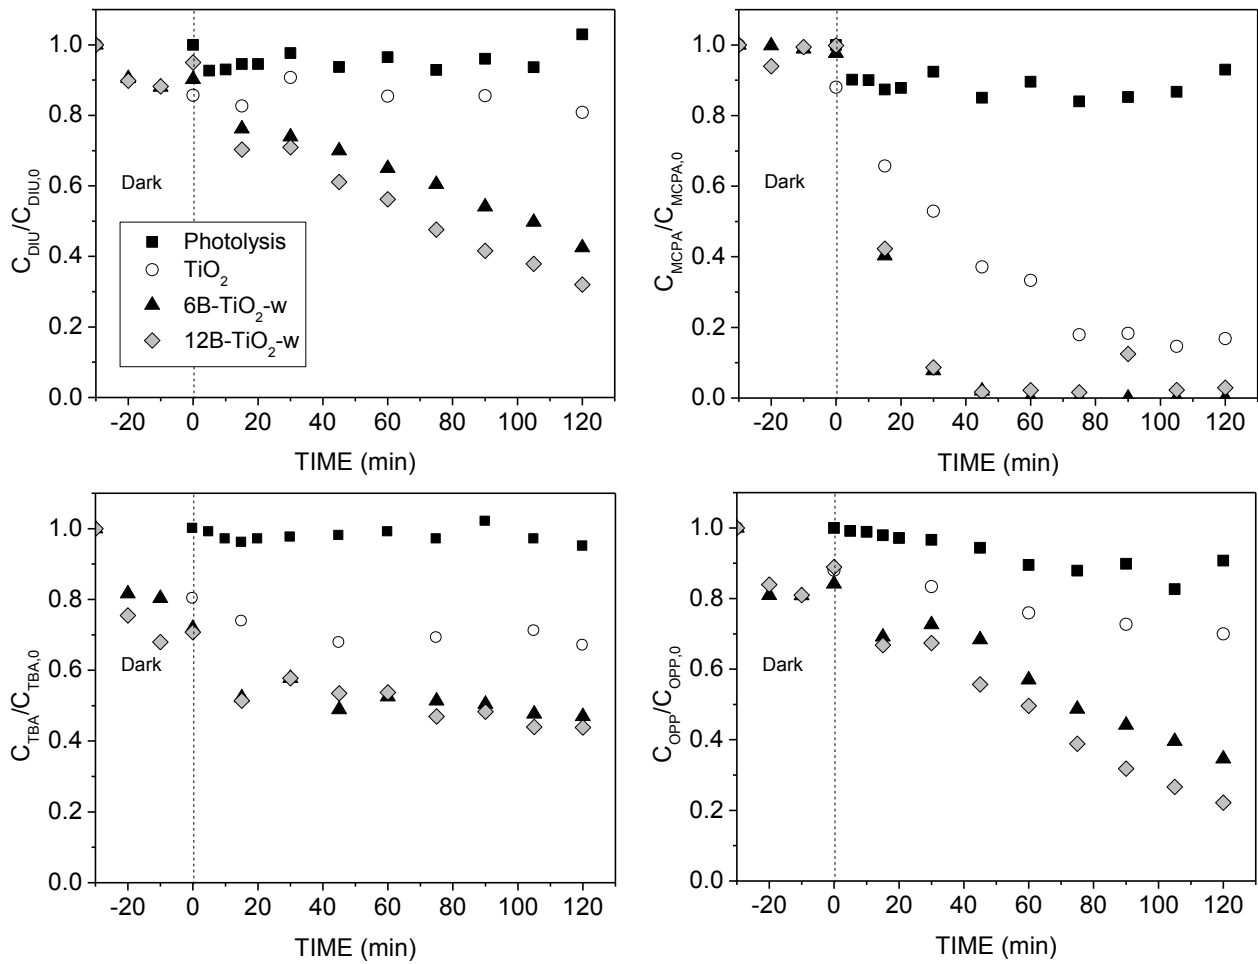 1.0
0.8
0.6
0.4
0.2
0.0
C_DIU/C_DIU,0
Dark
Photolysis
TiO2
6B-TiO2-w
12B-TiO2-w
-20 0 20 40 60 80 100 120
TIME (min)
1.0
0.8
0.6
0.4
0.2
0.0
C_MCPA/C_MCPA,0
Dark
-20 0 20 40 60 80 100 120
TIME (min)
1.0
0.8
0.6
0.4
0.2
0.0
C_TBA/C_TBA,0
Dark
-20 0 20 40 60 80 100 120
TIME (min)
1.0
0.8
0.6
0.4
0.2
0.0
C_OPP/C_OPP,0
Dark
-20 0 20 40 60 80 100 120
TIME (min)